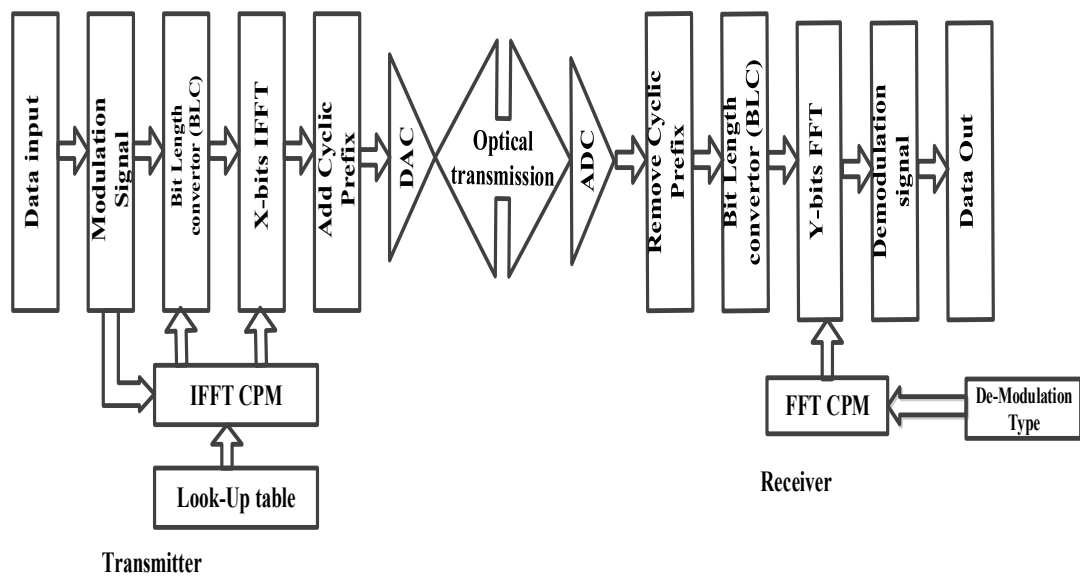 Data input
Modulation
Signal
Bit Length
convertor (BLC)
X-bits IFFT
Add Cyclic
Prefix
DAC
Optical
transmission
ADC
Remove Cyclic
Prefix
Bit Length
convertor (BLC)
Y-bits FFT
Demodulation
signal
Data Out
IFFT CPM
Look-Up table
Transmitter
FFT CPM
De-Modulation
Type
Receiver